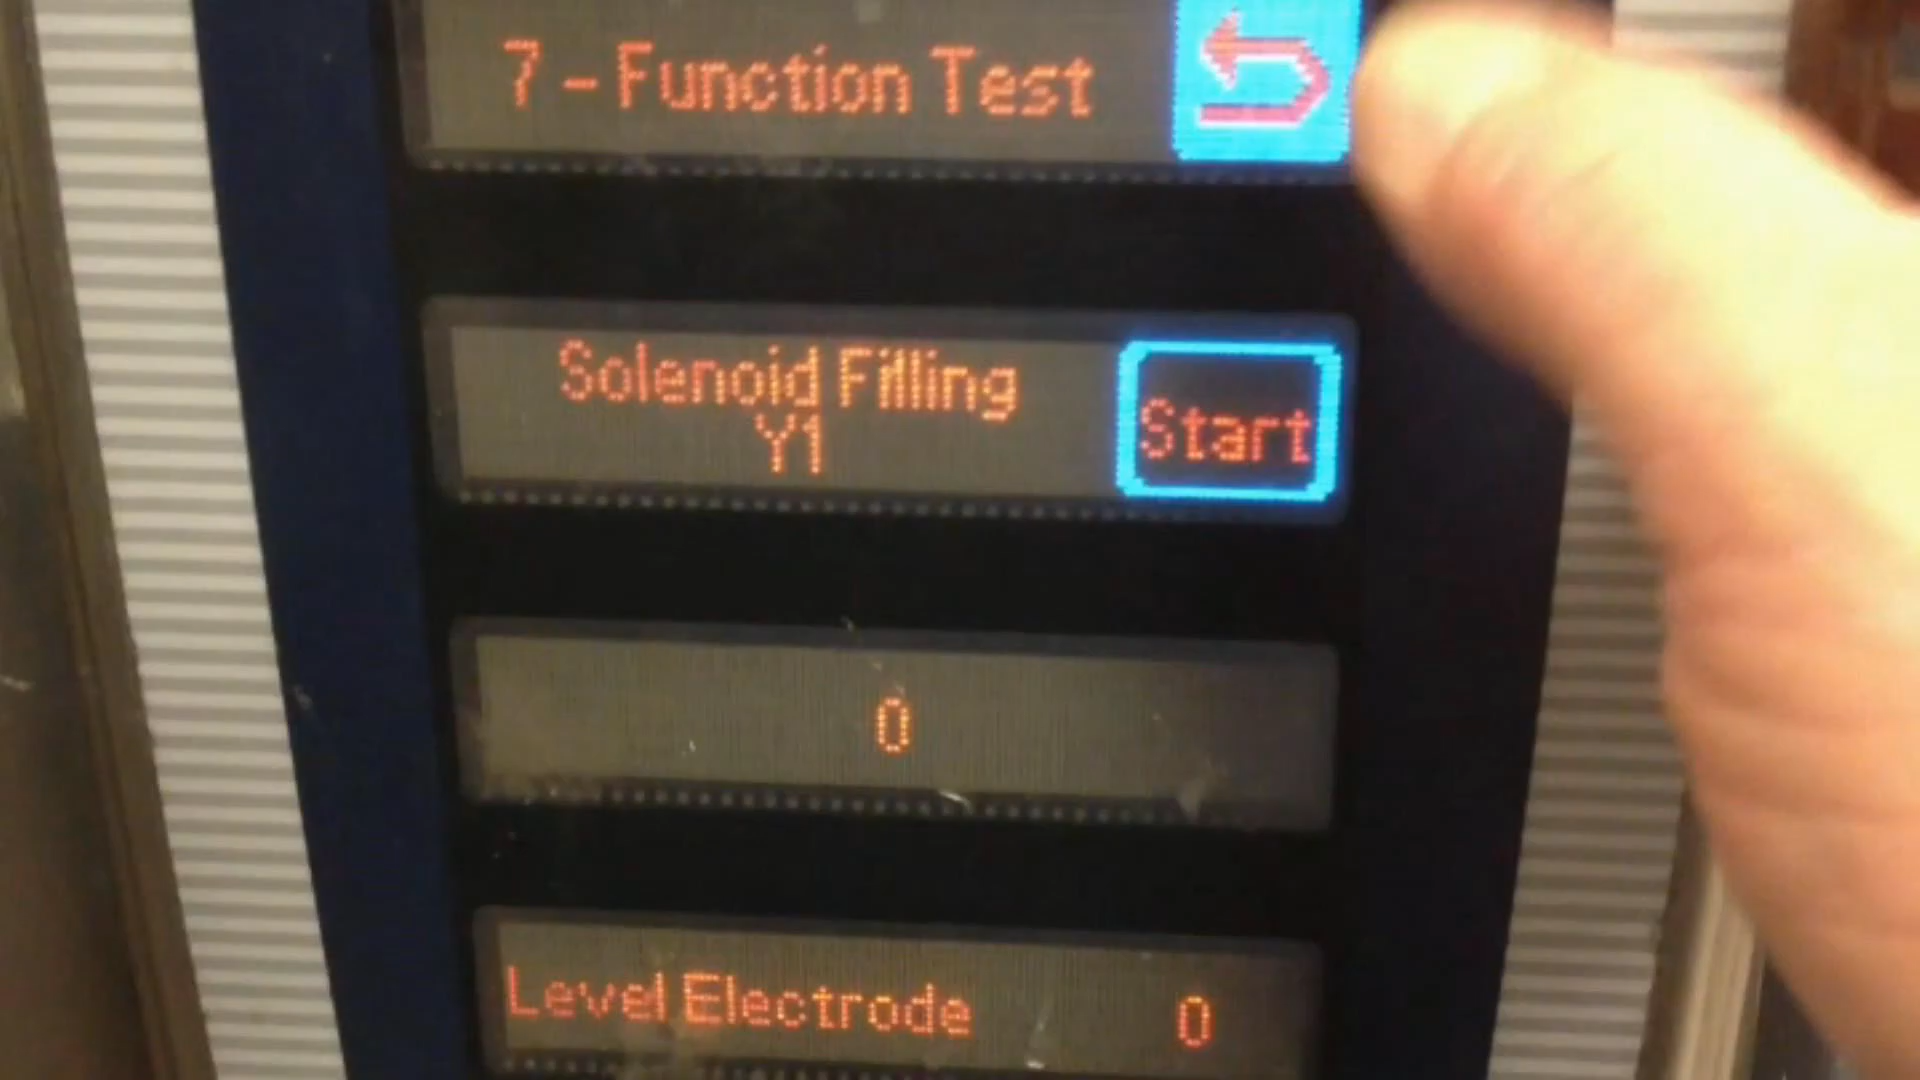 7 - Function Test
Solenoid Filling
Y1
Start
0
Level Electrode 0